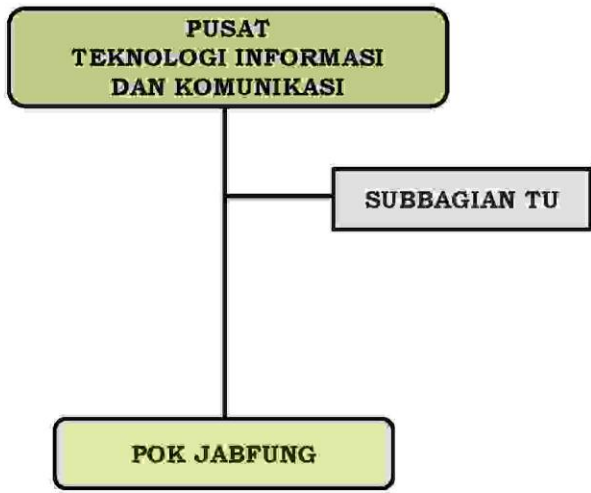 PUSAT
TEKNOLOGI INFORMASI
DAN KOMUNIKASI
SUBBAGIAN TU
POK JABFUNG